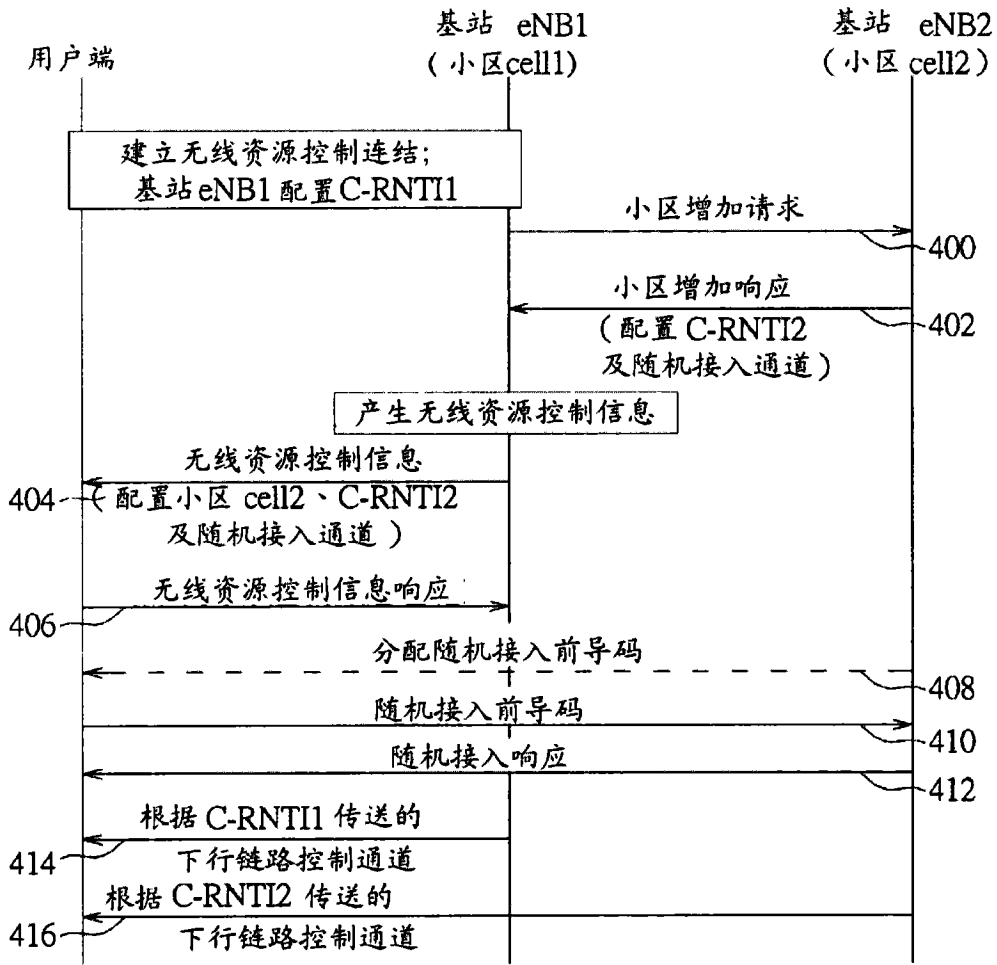 用户端
基站 eNB1
(小区cell1)
基站 eNB2
(小区 cell2)
建立无线资源控制连结;
基站eNB1配置C-RNTI1
小区增加请求
400
小区增加响应
402
(配置 C-RNTI2
及随机接入通道)
产生无线资源控制信息
无线资源控制信息
404
(配置小区 cell2、C-RNTI2
及随机接入通道)
无线资源控制信息响应
406
分配随机接入前导码
408
随机接入前导码
410
随机接入响应
412
根据 C-RNTI1 传送的
414
下行链路控制通道
根据 C-RNTI2 传送的
416
下行链路控制通道